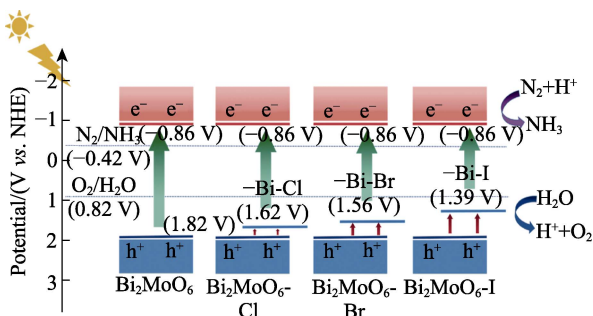 Potential/(V vs. NHE)
−2
−1
0
1
2
3
e⁻ e⁻
e⁻ e⁻
e⁻ e⁻
e⁻ e⁻
N₂+H⁺
NH₃
N₂/NH₃
(−0.42 V)
(−0.86 V)
(−0.86 V)
(−0.86 V)
(−0.86 V)
O₂/H₂O
(0.82 V)
(1.82 V)
−Bi-Cl
(1.62 V)
−Bi-Br
(1.56 V)
−Bi-I
(1.39 V)
H₂O
H⁺+O₂
h⁺ h⁺
h⁺ h⁺
h⁺ h⁺
h⁺ h⁺
Bi₂MoO₆
Bi₂MoO₆-
Cl
Bi₂MoO₆-
Br
Bi₂MoO₆-I